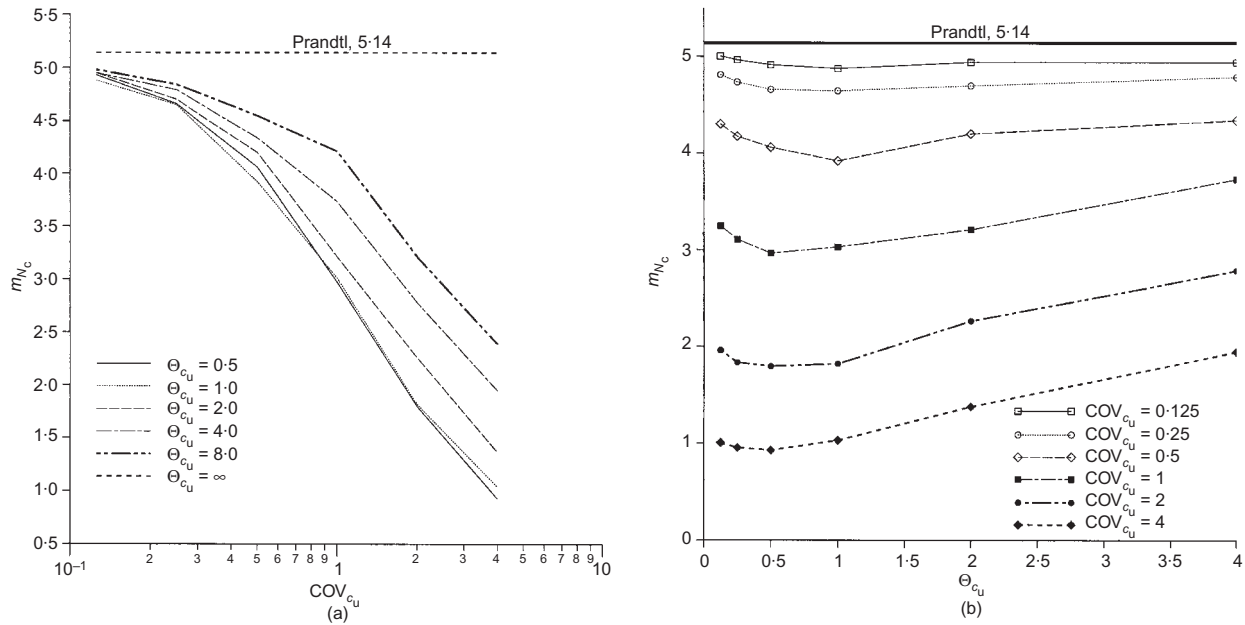 5·5
5·0
4·5
4·0
3·5
3·0
2·5
2·0
1·5
1·0
0·5
m_{N_c}
Prandtl, 5·14
Θ_{c_u} = 0·5
Θ_{c_u} = 1·0
Θ_{c_u} = 2·0
Θ_{c_u} = 4·0
Θ_{c_u} = 8·0
Θ_{c_u} = ∞
10⁻¹ 2 3 4 5 6 7 8 9 1 2 3 4 5 6 7 8 9 10
COV_{c_u}
(a)
Prandtl, 5·14
5
4
3
2
1
0
m_{N_c}
COV_{c_u} = 0·125
COV_{c_u} = 0·25
COV_{c_u} = 0·5
COV_{c_u} = 1
COV_{c_u} = 2
COV_{c_u} = 4
0 0·5 1 1·5 2 2·5 3 3·5 4
Θ_{c_u}
(b)